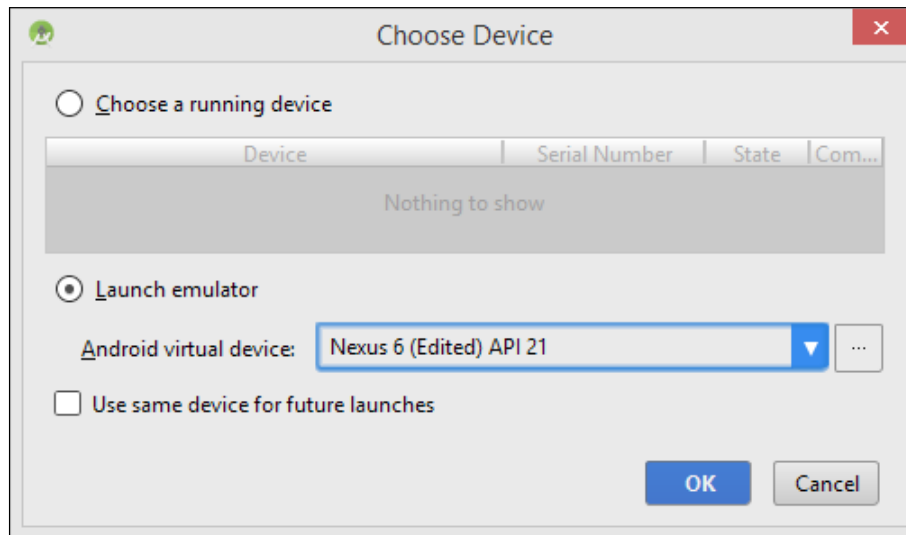 Choose Device
Choose a running device
Device Serial Number State Com...
Nothing to show
Launch emulator
Android virtual device: Nexus 6 (Edited) API 21 ...
Use same device for future launches
OK Cancel